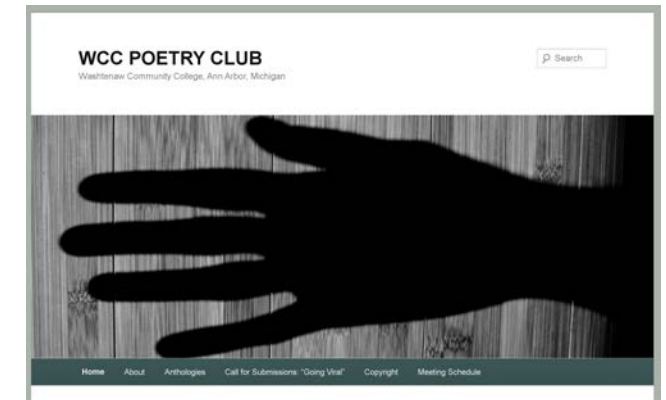 WCC POETRY CLUB
Washtenaw Community College, Ann Arbor, Michigan
Search
Home About Anthologies Call for Submissions: "Going Viral" Copyright Meeting Schedule